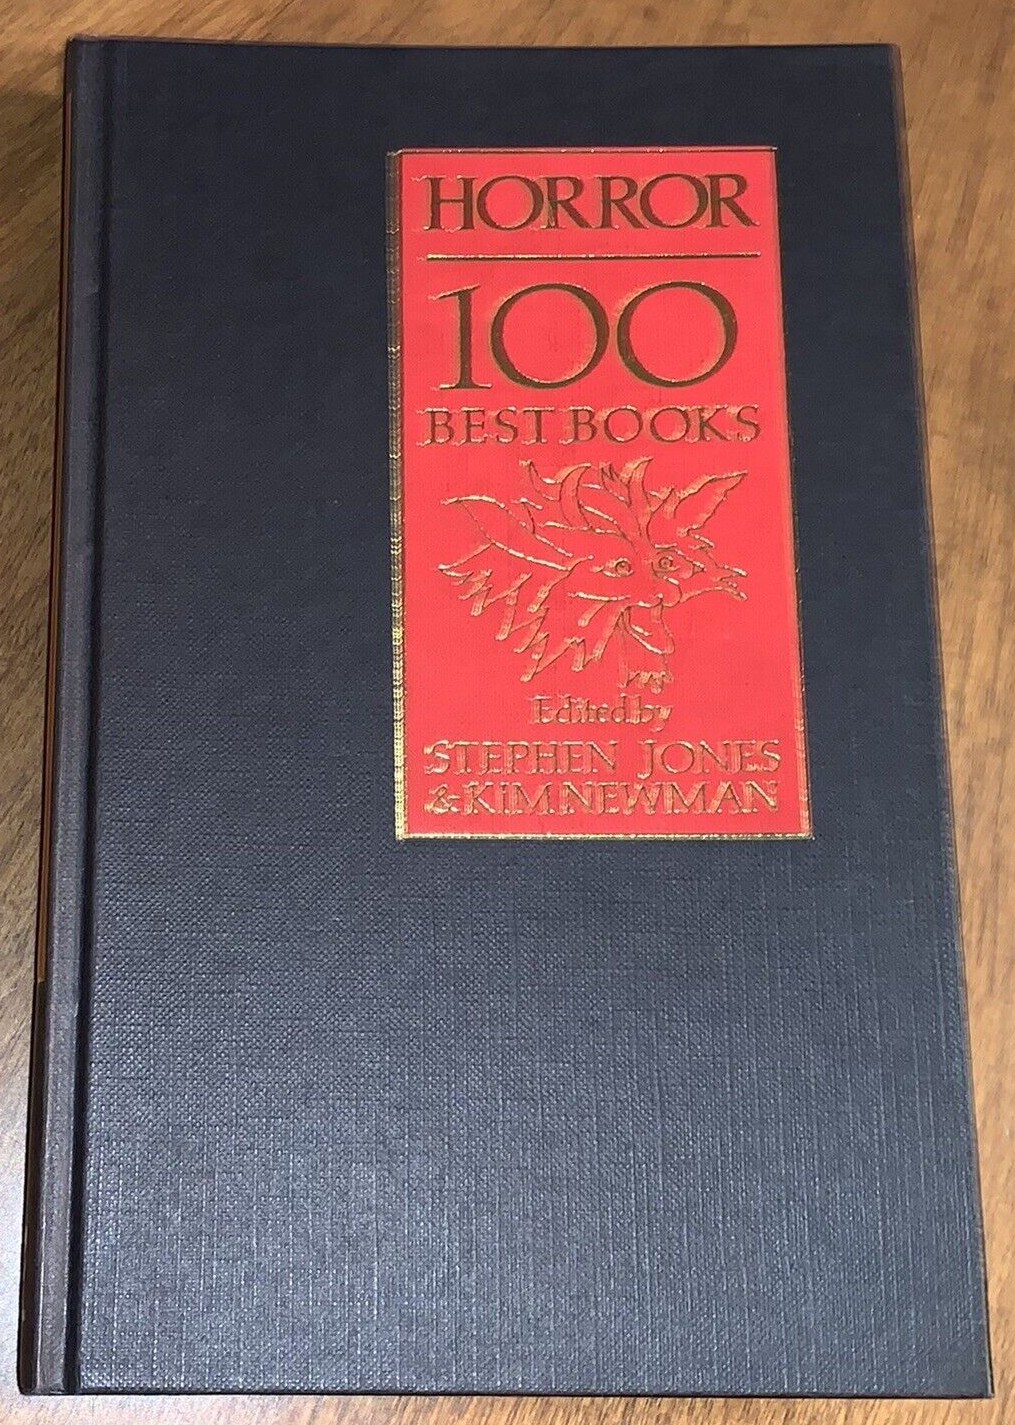 HORROR
100
BEST BOOKS
Edited by
STEPHEN JONES
& KIM NEWMAN